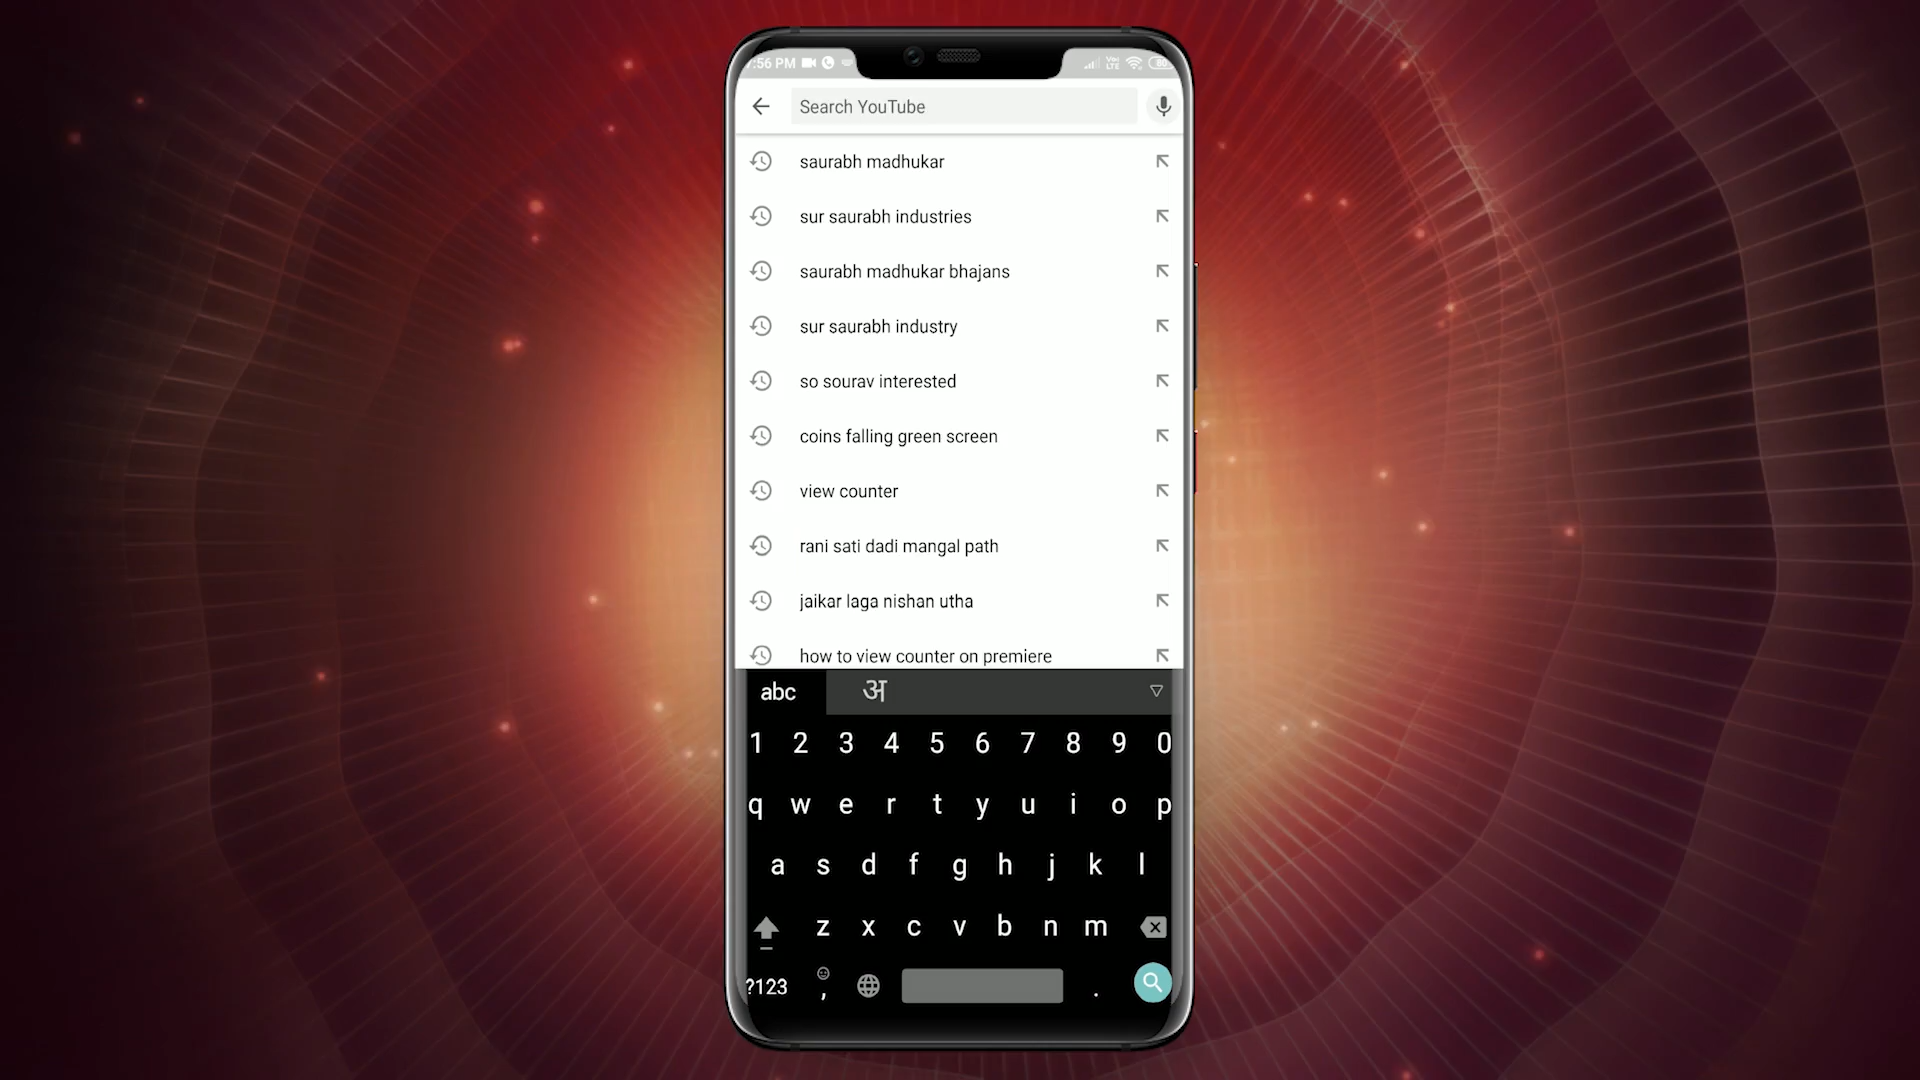 :56 PM
VoLTE
80
Search YouTube
saurabh madhukar
sur saurabh industries
saurabh madhukar bhajans
sur saurabh industry
so sourav interested
coins falling green screen
view counter
rani sati dadi mangal path
jaikar laga nishan utha
how to view counter on premiere
abc अ
1 2 3 4 5 6 7 8 9 0
q w e r t y u i o p
a s d f g h j k l
z x c v b n m
?123 , .